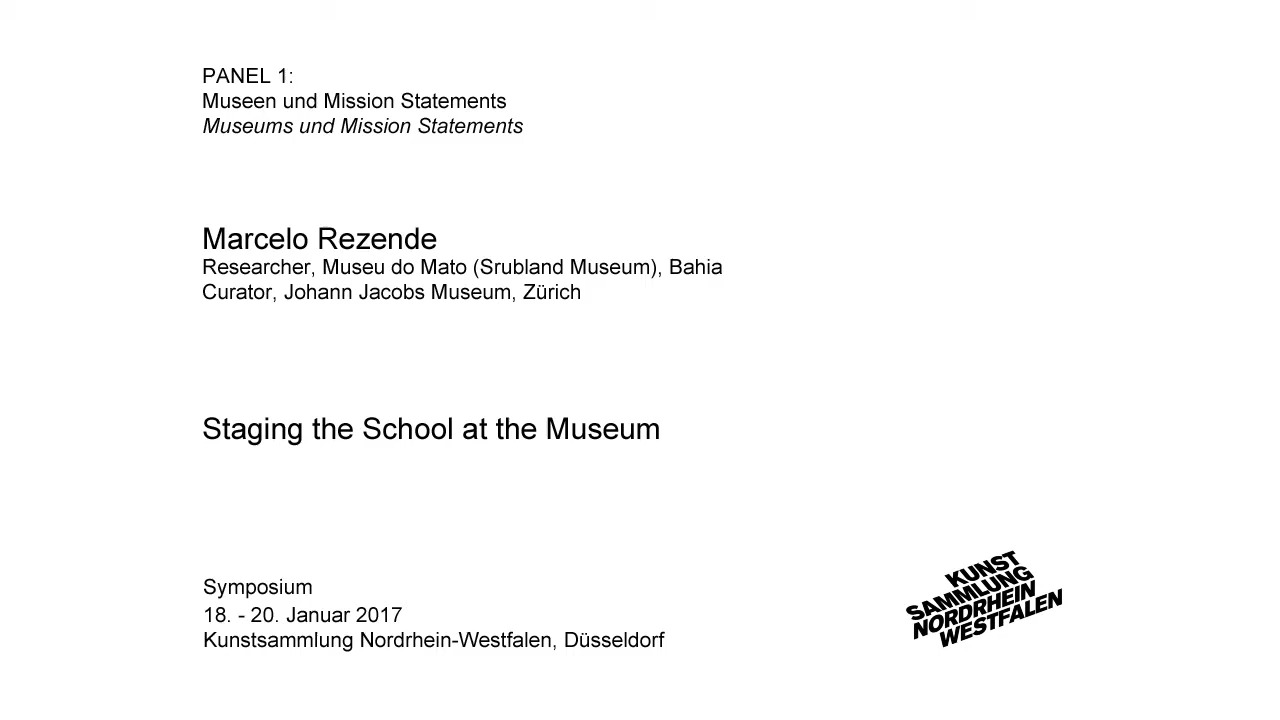 PANEL 1:
Museen und Mission Statements
Museums und Mission Statements
Marcelo Rezende
Researcher, Museu do Mato (Srubland Museum), Bahia
Curator, Johann Jacobs Museum, Zürich
Staging the School at the Museum
Symposium
18. - 20. Januar 2017
Kunstsammlung Nordrhein-Westfalen, Düsseldorf
KUNST
SAMMLUNG
NORDRHEIN
WESTFALEN